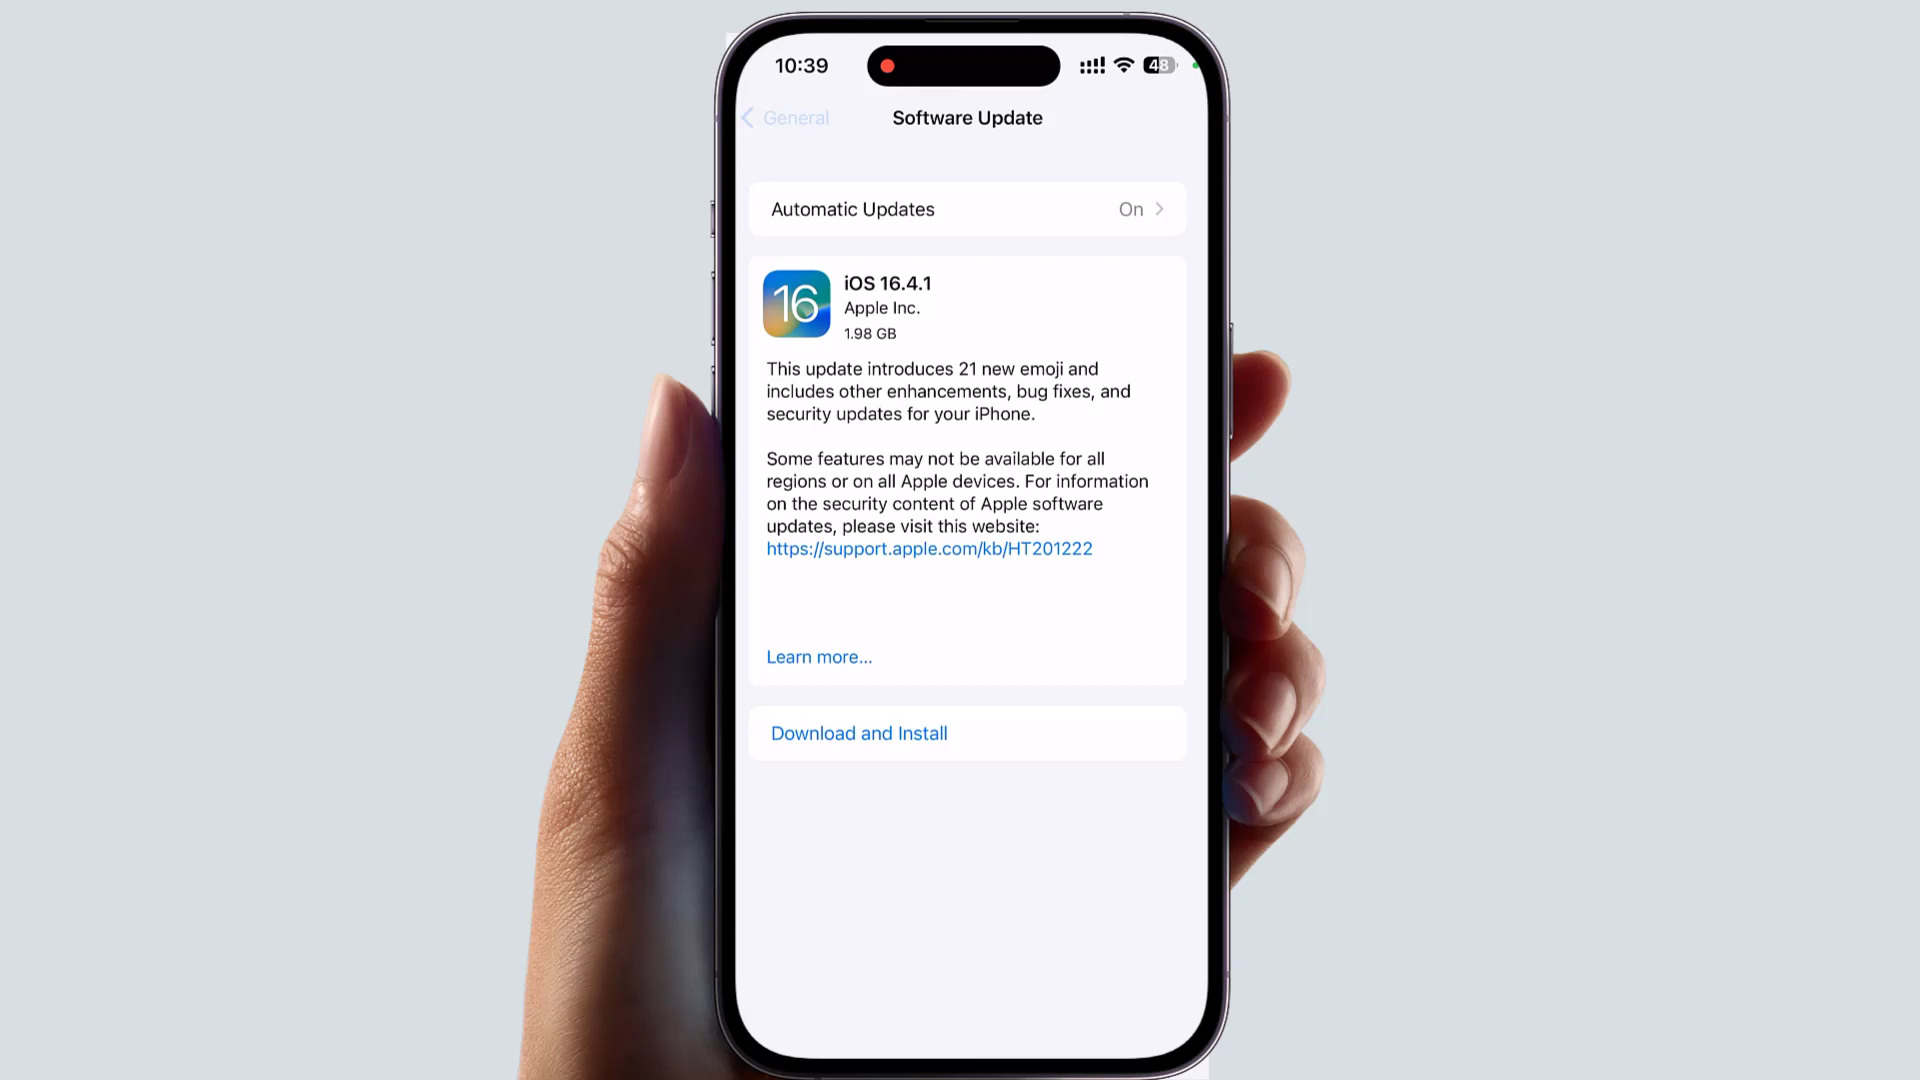 10:39
48
General
Software Update
Automatic Updates
On
16
iOS 16.4.1
Apple Inc.
1.98 GB
This update introduces 21 new emoji and
includes other enhancements, bug fixes, and
security updates for your iPhone.
Some features may not be available for all
regions or on all Apple devices. For information
on the security content of Apple software
updates, please visit this website:
https://support.apple.com/kb/HT201222
Learn more...
Download and Install